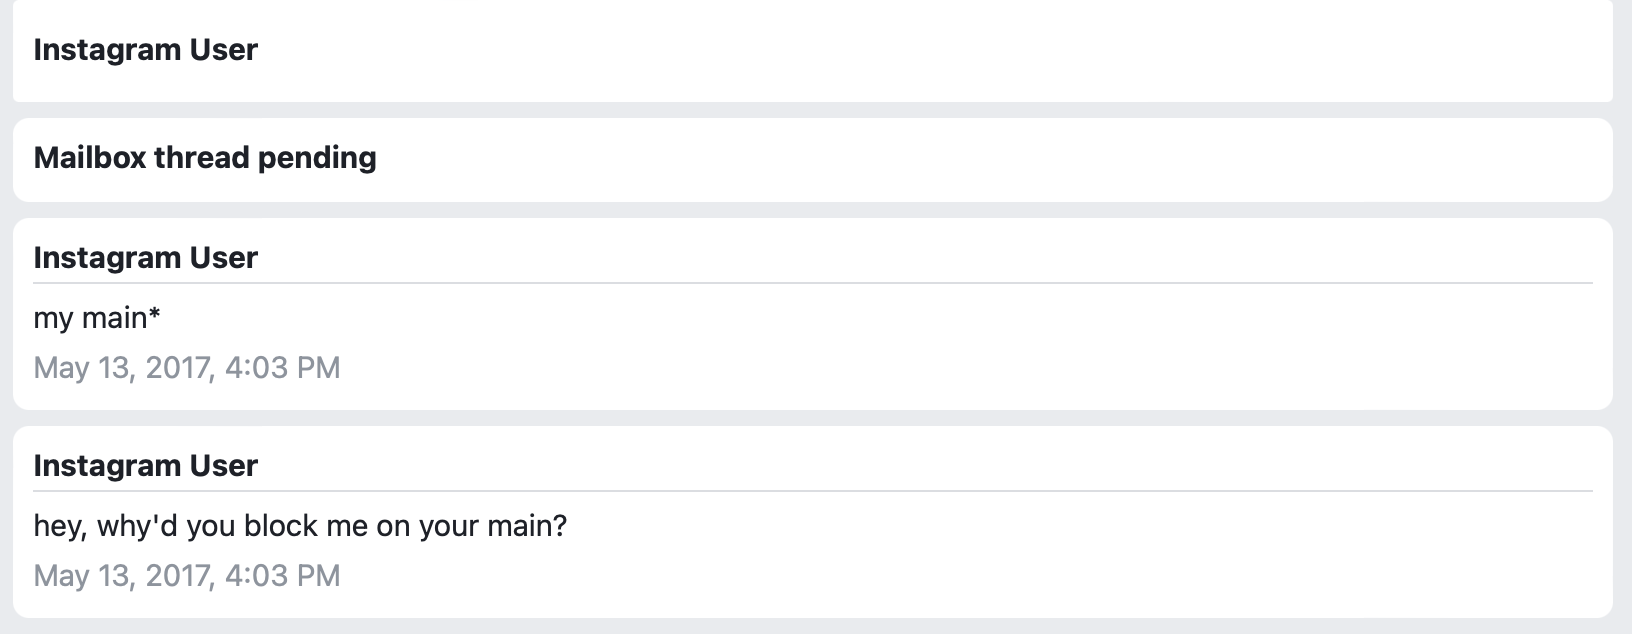 Instagram User
Mailbox thread pending
Instagram User
my main*
May 13, 2017, 4:03 PM
Instagram User
hey, why'd you block me on your main?
May 13, 2017, 4:03 PM